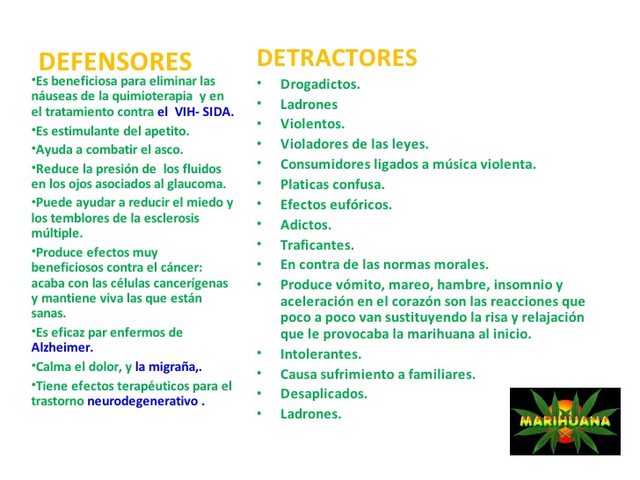 DEFENSORES
•Es beneficiosa para eliminar las
náuseas de la quimioterapia y en
el tratamiento contra el VIH- SIDA.
•Es estimulante del apetito.
•Ayuda a combatir el asco.
•Reduce la presión de los fluidos
en los ojos asociados al glaucoma.
•Puede ayudar a reducir el miedo y
los temblores de la esclerosis
múltiple.
•Produce efectos muy
beneficiosos contra el cáncer:
acaba con las células cancerígenas
y mantiene viva las que están
sanas.
•Es eficaz par enfermos de
Alzheimer.
•Calma el dolor, y la migraña,.
•Tiene efectos terapéuticos para el
trastorno neurodegenerativo .
DETRACTORES
• Drogadictos.
• Ladrones
• Violentos.
• Violadores de las leyes.
• Consumidores ligados a música violenta.
• Platicas confusa.
• Efectos eufóricos.
• Adictos.
• Traficantes.
• En contra de las normas morales.
• Produce vómito, mareo, hambre, insomnio y
aceleración en el corazón son las reacciones que
poco a poco van sustituyendo la risa y relajación
que le provocaba la marihuana al inicio.
• Intolerantes.
• Causa sufrimiento a familiares.
• Desaplicados.
• Ladrones.
MARIHUANA